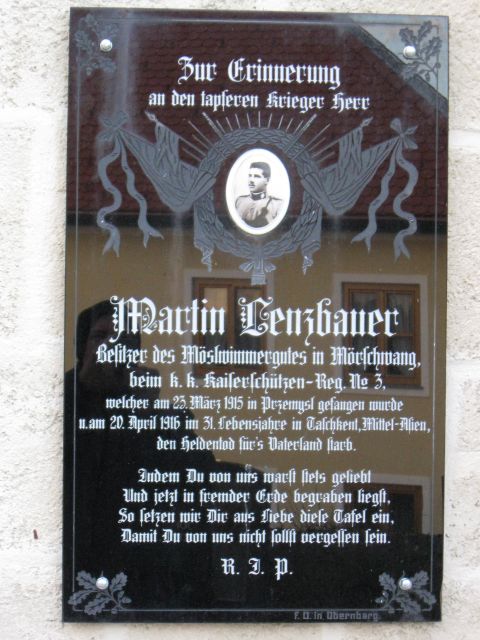 Zur Erinnerung
an den tapferen Krieger Herr
Martin Lenzbauer
Besitzer des Möslwimmergutes in Mörschwang,
beim k. k. Kaiserschützen-Reg. No 3,
welcher am 23. März 1915 in Przemysl gefangen wurde
u. am 20. April 1916 im 31. Lebensjahre in Taschkent, Mittel-Asien,
den Heldentod für's Vaterland starb.
Indem Du von uns warst stets geliebt
Und jetzt in fremder Erde begraben liegst,
So setzen wir Dir aus Liebe diese Tafel ein,
Damit Du von uns nicht sollst vergessen sein.
R. I. P.
F. D. in Obernberg